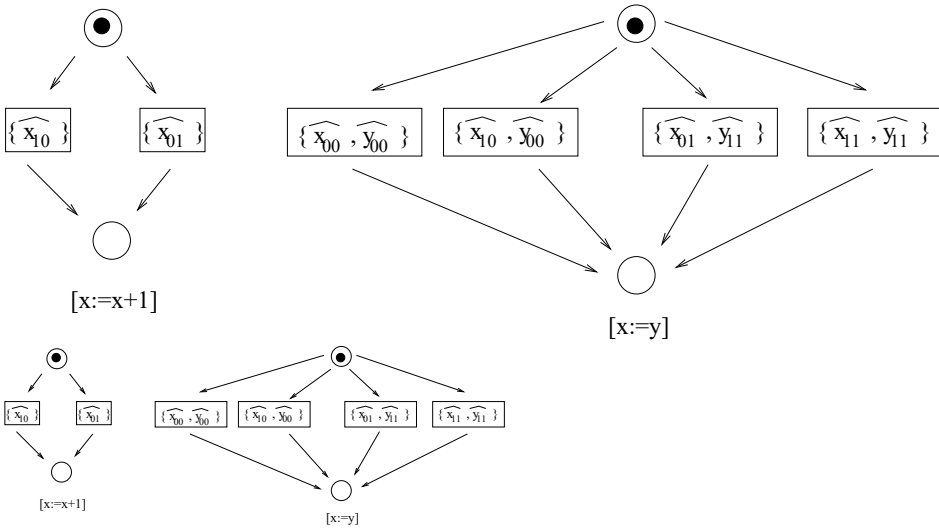 {x̂₁₀ } {x̂₀₁ } {x̂₀₀ , ŷ₀₀ } {x̂₁₀ , ŷ₀₀ } {x̂₀₁ , ŷ₁₁ } {x̂₁₁ , ŷ₁₁ }
[x:=x+1]
[x:=y]
{x̂₁₀ } {x̂₀₁ } {x̂₀₀ , ŷ₀₀ } {x̂₁₀ , ŷ₀₀ } {x̂₀₁ , ŷ₁₁ } {x̂₁₁ , ŷ₁₁ }
[x:=x+1]
[x:=y]